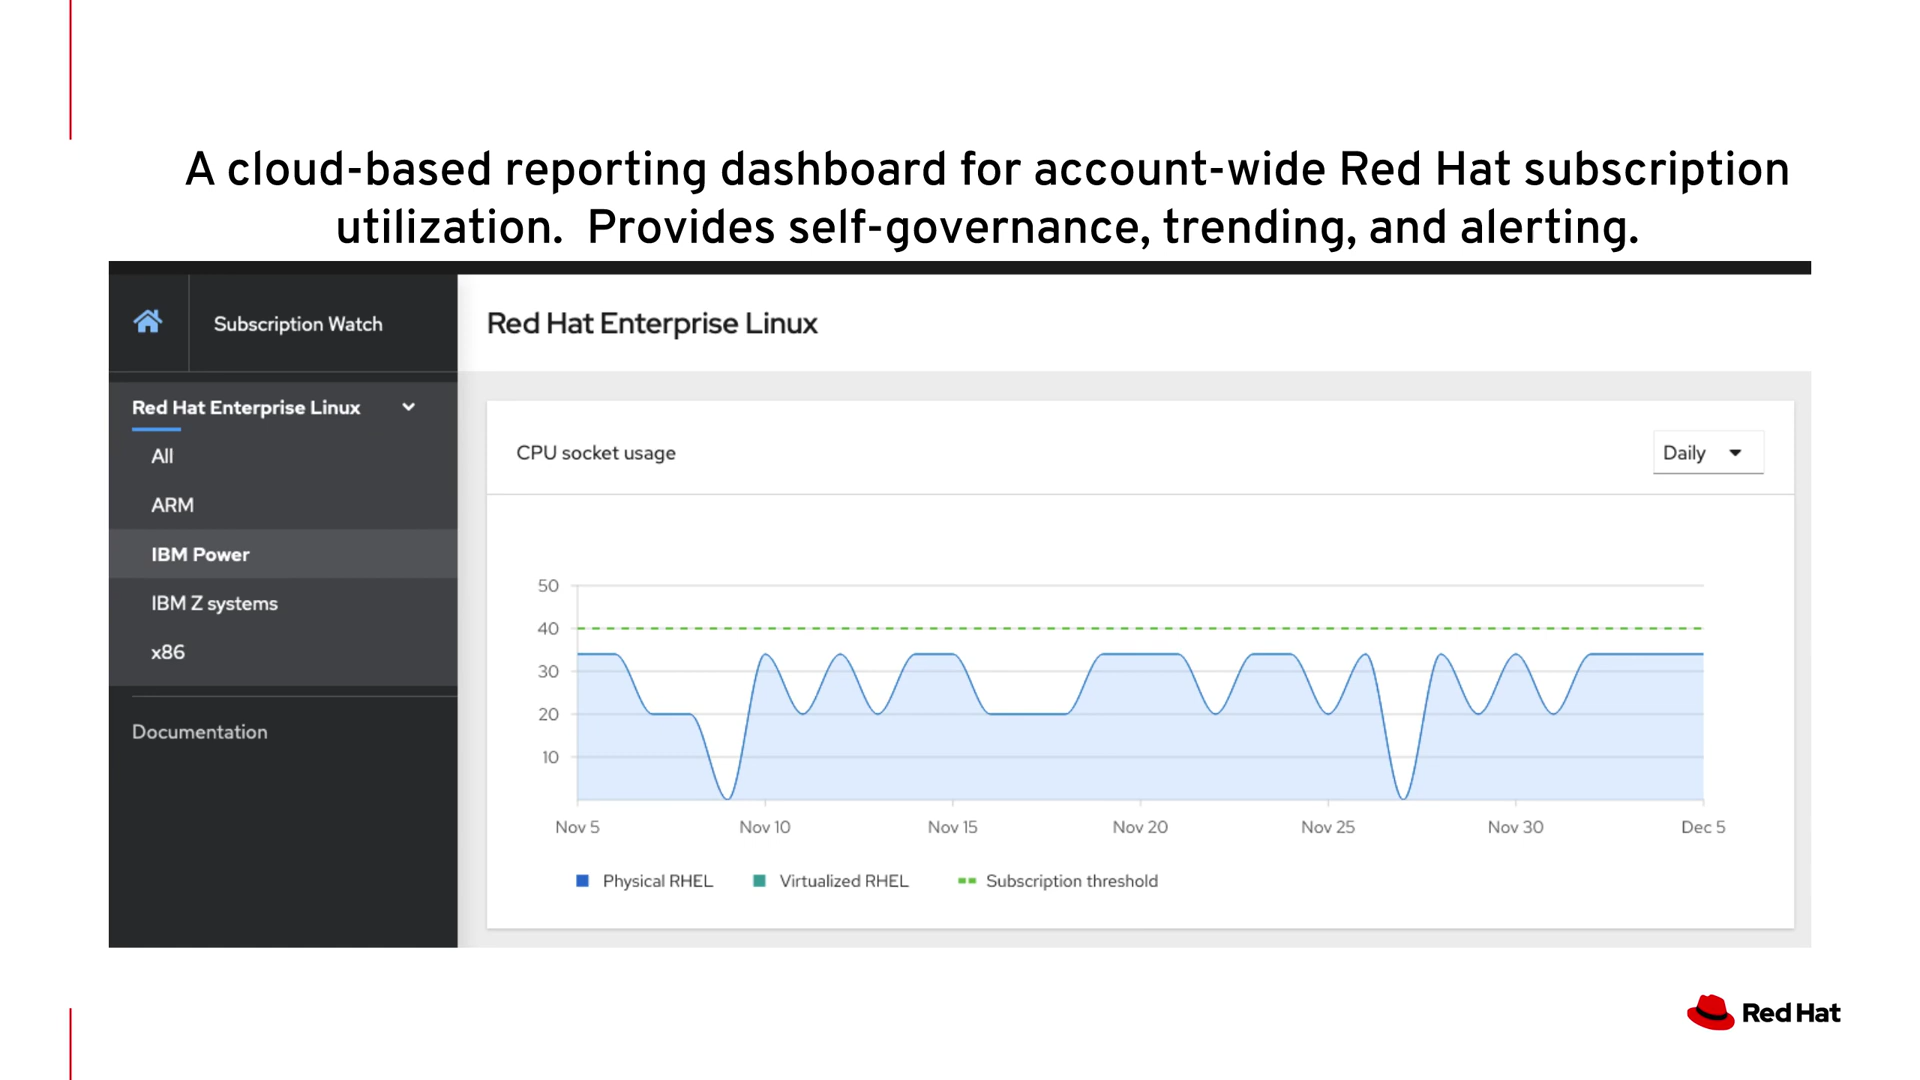 A cloud-based reporting dashboard for account-wide Red Hat subscription
utilization.  Provides self-governance, trending, and alerting.
Subscription Watch
Red Hat Enterprise Linux
All
ARM
IBM Power
IBM Z systems
x86
Documentation
Red Hat Enterprise Linux
CPU socket usage
Daily
50
40
30
20
10
Nov 5 Nov 10 Nov 15 Nov 20 Nov 25 Nov 30 Dec 5
Physical RHEL Virtualized RHEL Subscription threshold
Red Hat